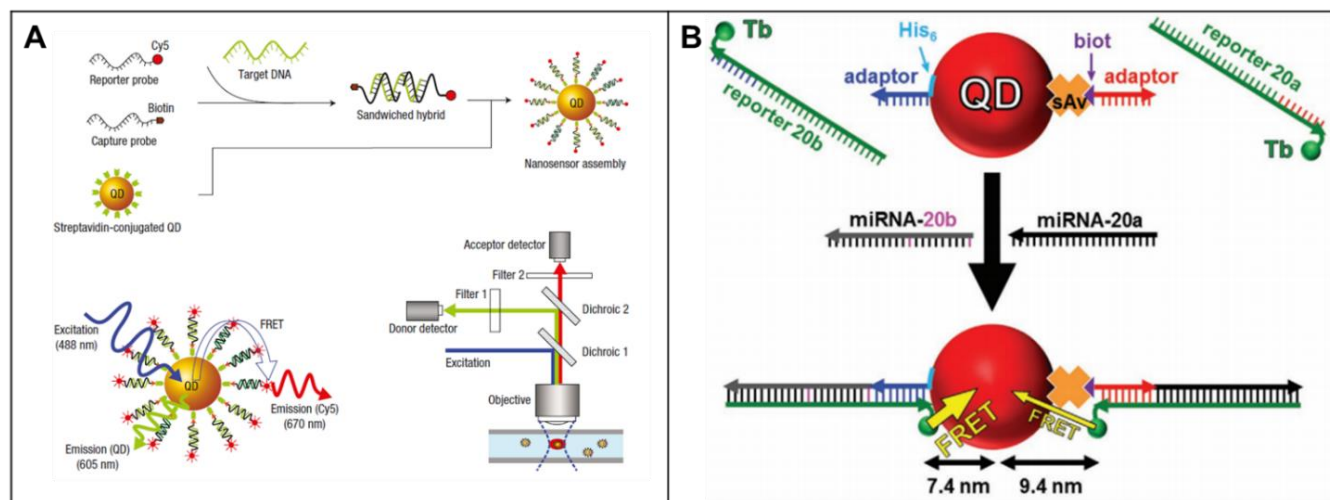 A
Cy5
Reporter probe
Target DNA
Biotin
Capture probe
Sandwiched hybrid
QD
Nanosensor assembly
QD
Streptavidin-conjugated QD
Excitation
(488 nm)
FRET
QD
Emission (Cy5)
(670 nm)
Emission (QD)
(605 nm)
Acceptor detector
Filter 2
Filter 1
Dichroic 2
Donor detector
Dichroic 1
Excitation
Objective
B
Tb
His6
biot
reporter 20a
adaptor
QD
sAv
adaptor
reporter 20b
Tb
miRNA-20b
miRNA-20a
FRET
FRET
7.4 nm
9.4 nm